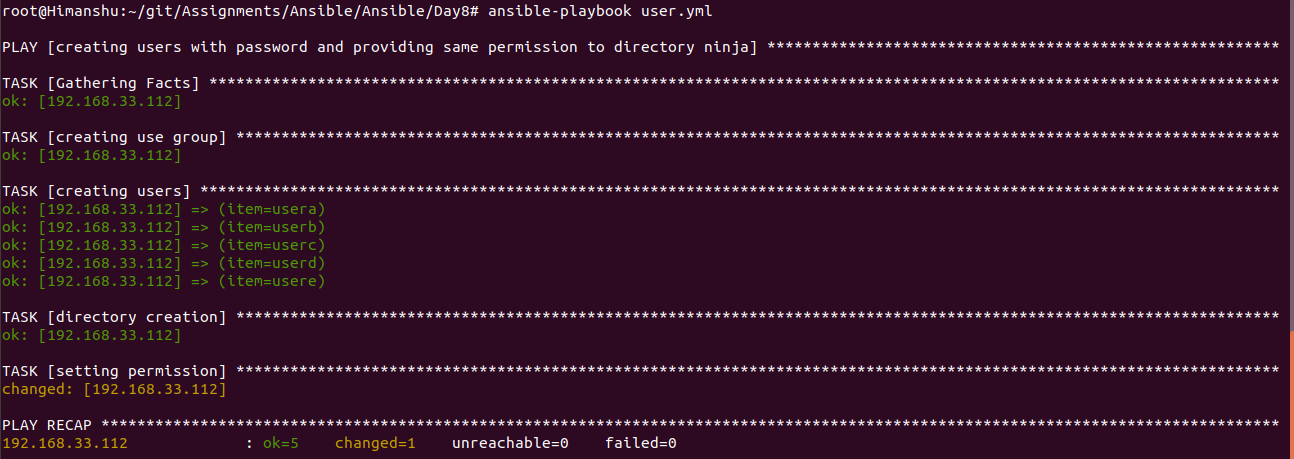 root@Himanshu:~/git/Assignments/Ansible/Ansible/Day8# ansible-playbook user.yml
PLAY [creating users with password and providing same permission to directory ninja] *********************************************************
TASK [Gathering Facts] ***********************************************************************************************************************
ok: [192.168.33.112]
TASK [creating use group] ********************************************************************************************************************
ok: [192.168.33.112]
TASK [creating users] ************************************************************************************************************************
ok: [192.168.33.112] => (item=usera)
ok: [192.168.33.112] => (item=userb)
ok: [192.168.33.112] => (item=userc)
ok: [192.168.33.112] => (item=userd)
ok: [192.168.33.112] => (item=usere)
TASK [directory creation] ********************************************************************************************************************
ok: [192.168.33.112]
TASK [setting permission] ********************************************************************************************************************
changed: [192.168.33.112]
PLAY RECAP ***********************************************************************************************************************************
192.168.33.112             : ok=5    changed=1    unreachable=0    failed=0